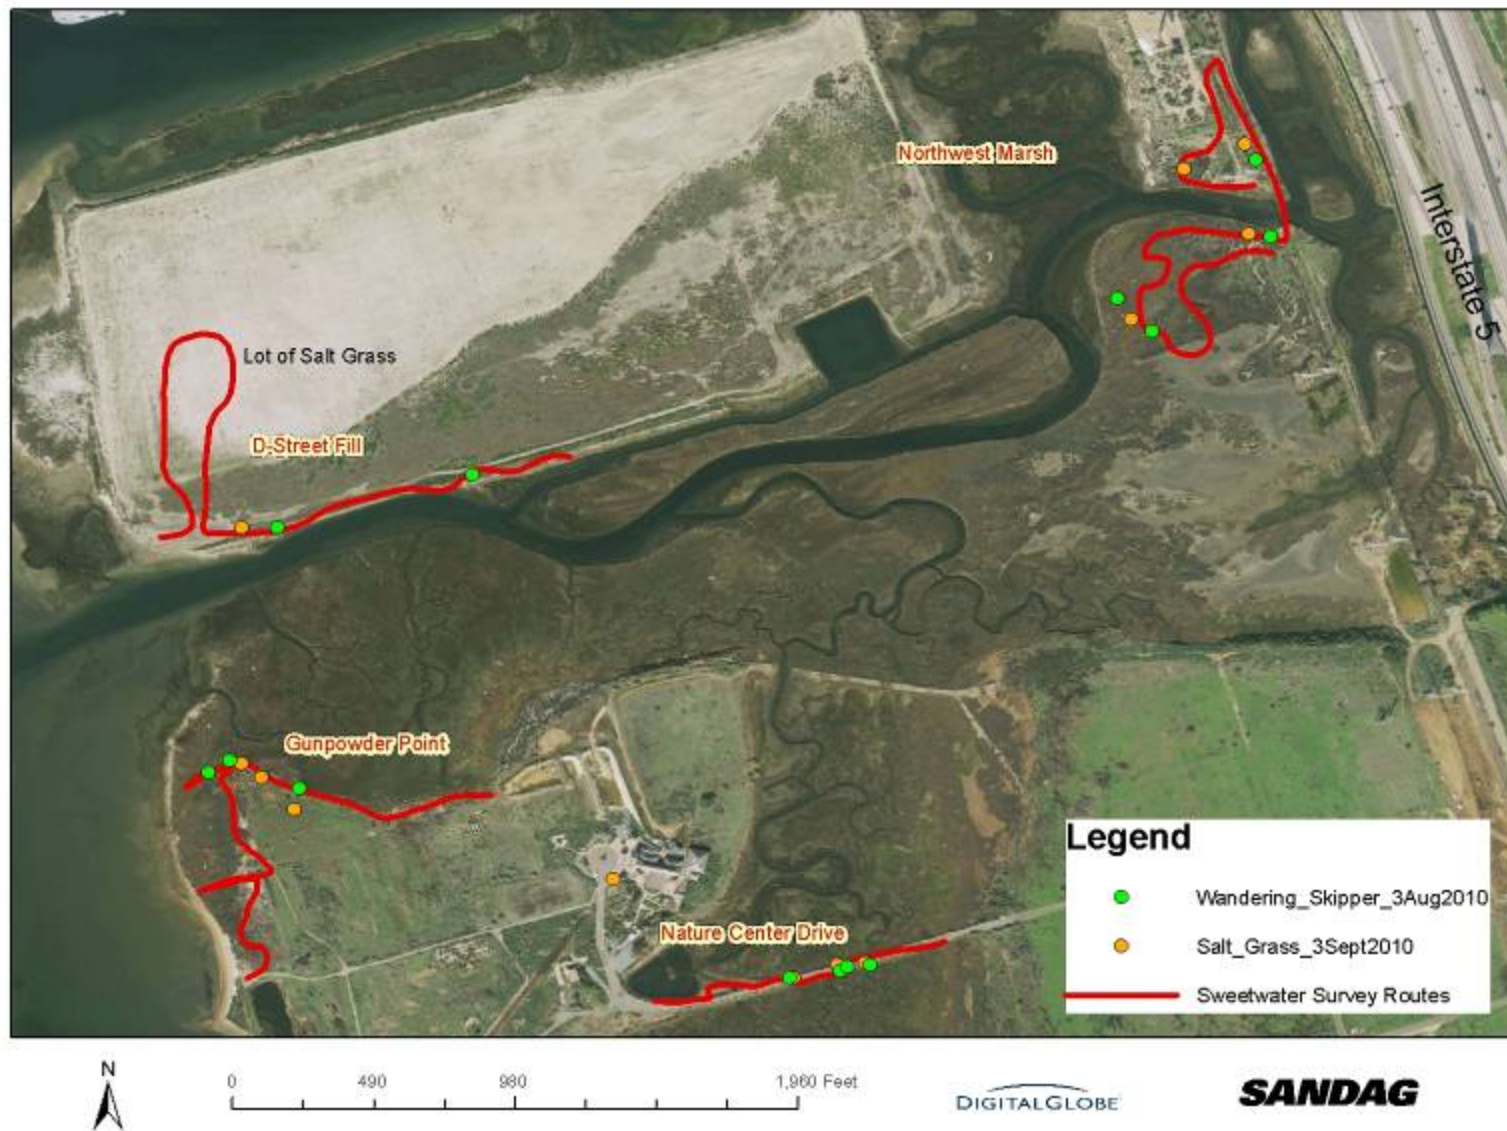 Northwest Marsh
Interstate 5
Lot of Salt Grass
D-Street Fill
Gunpowder Point
Nature Center Drive
Legend
Wandering_Skipper_3Aug2010
Salt_Grass_3Sept2010
Sweetwater Survey Routes
N
0 490 980 1,960 Feet
DIGITALGLOBE
SANDAG